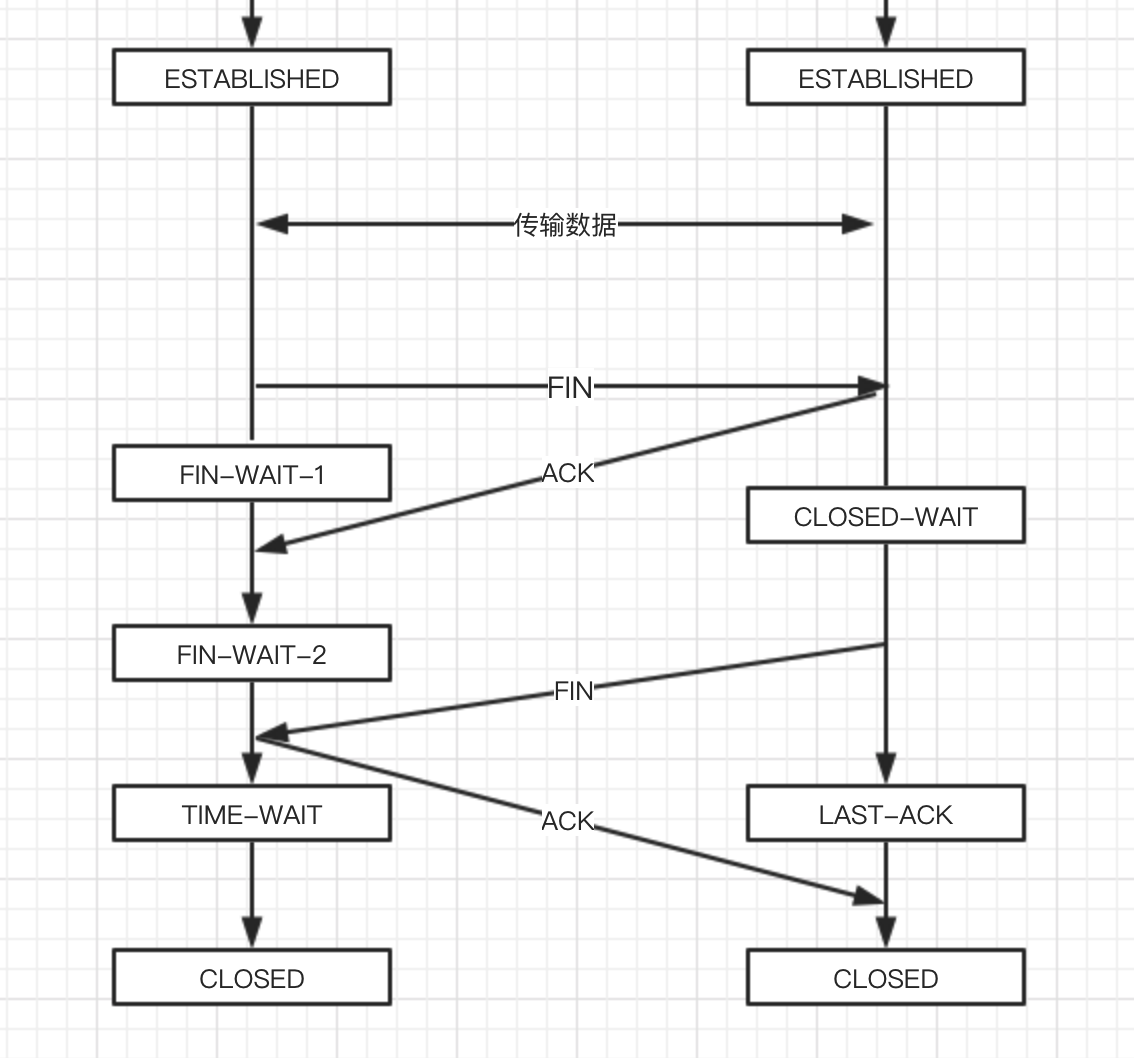 ESTABLISHED
ESTABLISHED
传输数据
FIN
ACK
FIN-WAIT-1
CLOSED-WAIT
FIN-WAIT-2
FIN
TIME-WAIT
ACK
LAST-ACK
CLOSED
CLOSED